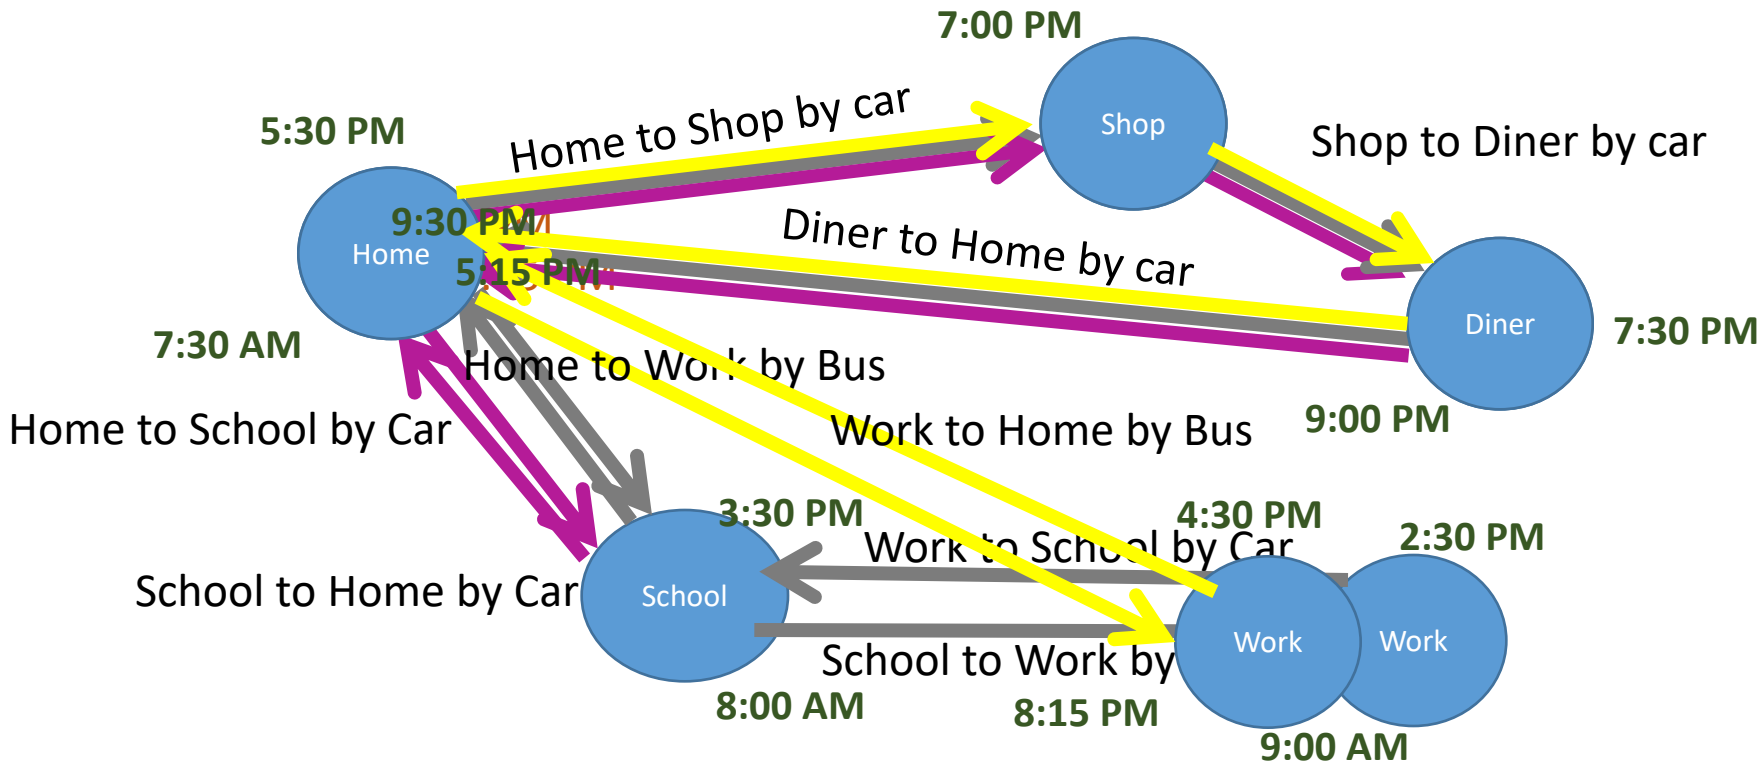 7:00 PM
5:30 PM
Home to Shop by car
Shop
Shop to Diner by car
9:30 PM
Home
5:15 PM
Diner to Home by car
Diner
7:30 PM
7:30 AM
Home to Work by Bus
Home to School by Car
Work to Home by Bus
9:00 PM
3:30 PM
4:30 PM
2:30 PM
Work to School by Car
School to Home by Car
School
Work
Work
School to Work by
8:00 AM
8:15 PM
9:00 AM